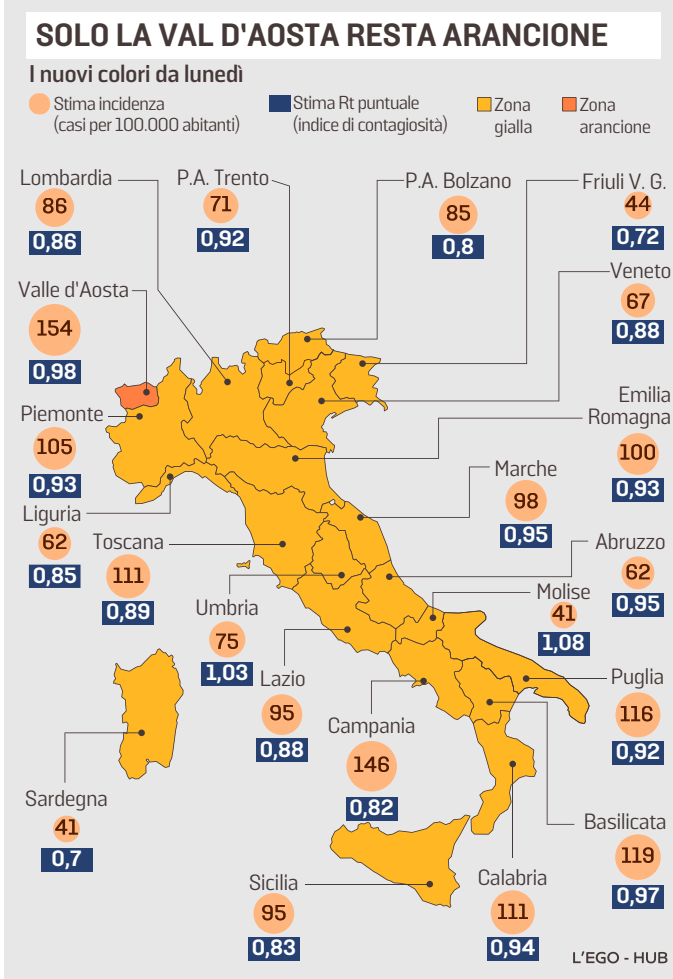 SOLO LA VAL D'AOSTA RESTA ARANCIONE
I nuovi colori da lunedì
Stima incidenza
(casi per 100.000 abitanti)
Stima Rt puntuale
(indice di contagiosità)
Zona
gialla
Zona
arancione
Lombardia
86
0,86
P.A. Trento
71
0,92
P.A. Bolzano
85
0,8
Friuli V. G.
44
0,72
Veneto
67
0,88
Valle d'Aosta
154
0,98
Piemonte
105
0,93
Emilia
Romagna
100
0,93
Marche
98
0,95
Liguria
62
0,85
Toscana
111
0,89
Abruzzo
62
0,95
Molise
41
1,08
Umbria
75
1,03
Lazio
95
0,88
Puglia
116
0,92
Campania
146
0,82
Sardegna
41
0,7
Basilicata
119
0,97
Sicilia
95
0,83
Calabria
111
0,94
L'EGO - HUB